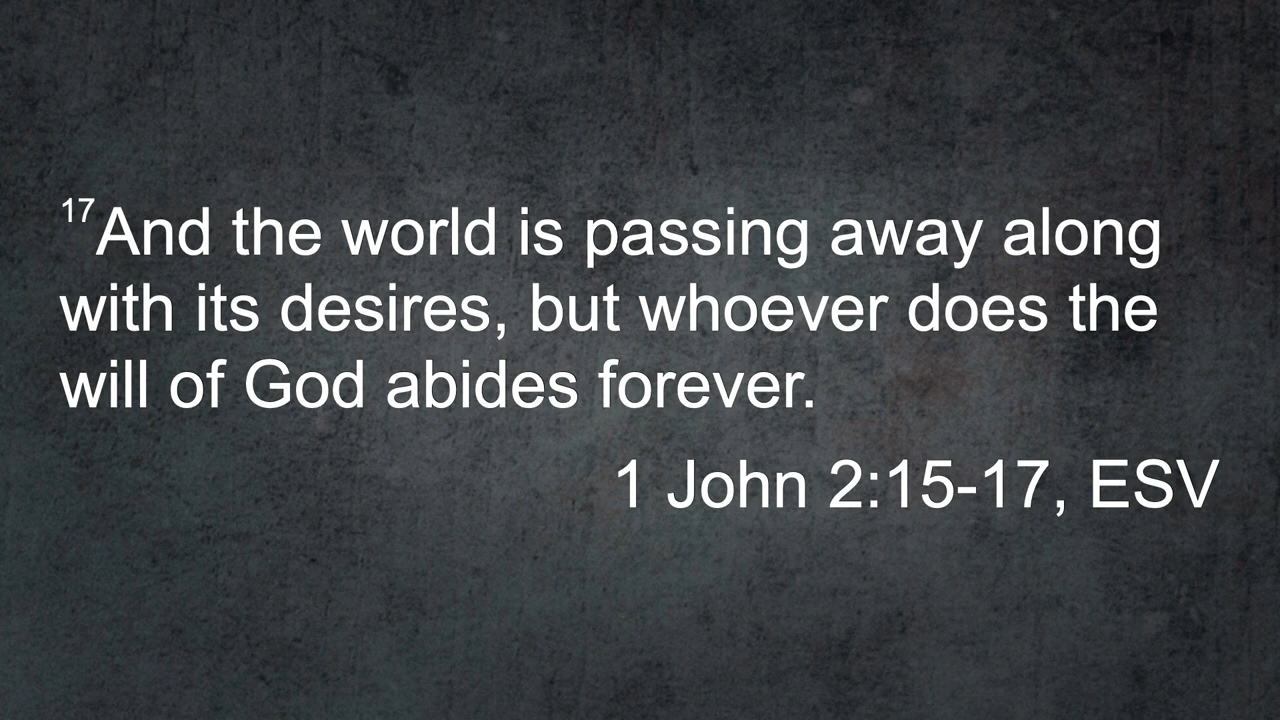 17And the world is passing away along
with its desires, but whoever does the
will of God abides forever.
1 John 2:15-17, ESV